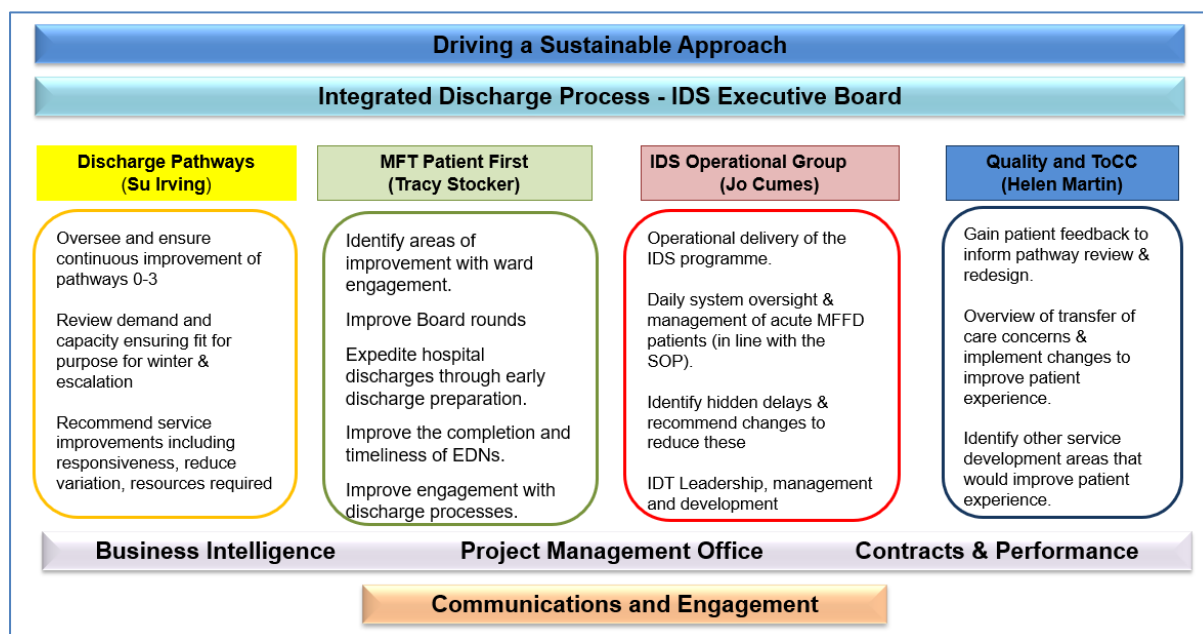 Driving a Sustainable Approach
Integrated Discharge Process - IDS Executive Board
Discharge Pathways
(Su Irving)
Oversee and ensure
continuous improvement of
pathways 0-3
Review demand and
capacity ensuring fit for
purpose for winter &
escalation
Recommend service
improvements including
responsiveness, reduce
variation, resources required
MFT Patient First
(Tracy Stocker)
Identify areas of
improvement with ward
engagement.
Improve Board rounds
Expedite hospital
discharges through early
discharge preparation.
Improve the completion and
timeliness of EDNs.
Improve engagement with
discharge processes.
IDS Operational Group
(Jo Cumes)
Operational delivery of the
IDS programme.
Daily system oversight &
management of acute MFFD
patients (in line with the
SOP).
Identify hidden delays &
recommend changes to
reduce these
IDT Leadership, management
and development
Quality and ToCC
(Helen Martin)
Gain patient feedback to
inform pathway review &
redesign.
Overview of transfer of
care concerns &
implement changes to
improve patient
experience.
Identify other service
development areas that
would improve patient
experience.
Business Intelligence
Project Management Office
Contracts & Performance
Communications and Engagement